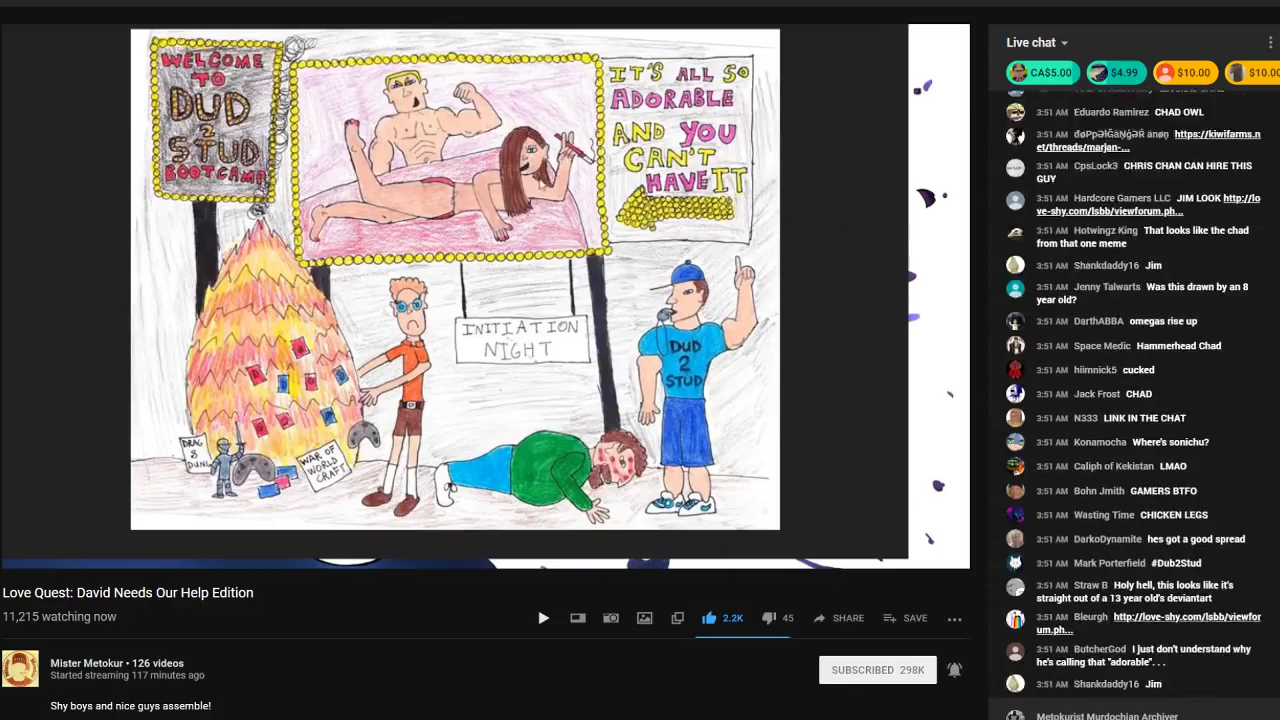 WELCOME
TO
DUD
2
STUD
BOOTCAMP
IT'S ALL SO
ADORABLE
AND YOU
CAN'T
HAVE IT
INITIATION
NIGHT
DUD
2
STUD
DRAG
8
DUNG
WAR OF
WORLD
CRAFT
Love Quest: David Needs Our Help Edition
11,215 watching now
2.2K
45
SHARE
SAVE
Mister Metokur • 126 videos
Started streaming 117 minutes ago
SUBSCRIBED 298K
Shy boys and nice guys assemble!
Live chat
CA$5.00
$4.99
$10.00
$10.00
3:51 AM Eduardo Ramirez CHAD OWL
3:51 AM https://kiwifarms.n
et/threads/marjan-...
3:51 AM CpsLock3 CHRIS CHAN CAN HIRE THIS
GUY
3:51 AM Hardcore Gamers LLC JIM LOOK http://lo
ve-shy.com/lsbb/viewforum.ph...
3:51 AM Hotwingz King That looks like the chad
from that one meme
3:51 AM Shankdaddy16 Jim
3:51 AM Jenny Talwarts Was this drawn by an 8
year old?
3:51 AM DarthABBA omegas rise up
3:51 AM Space Medic Hammerhead Chad
3:51 AM hiimnick5 cucked
3:51 AM Jack Frost CHAD
3:51 AM N333 LINK IN THE CHAT
3:51 AM Konamocha Where's sonichu?
3:51 AM Caliph of Kekistan LMAO
3:51 AM Bohn Jmith GAMERS BTFO
3:51 AM Wasting Time CHICKEN LEGS
3:51 AM DarkoDynamite hes got a good spread
3:51 AM Mark Porterfield #Dub2Stud
3:51 AM Straw B Holy hell, this looks like it's
straight out of a 13 year old's deviantart
3:51 AM Bleurgh http://love-shy.com/lsbb/viewfor
um.ph...
3:51 AM ButcherGod I just don't understand why
he's calling that "adorable". . .
3:51 AM Shankdaddy16 Jim
Metokurist Murdochian Archiver